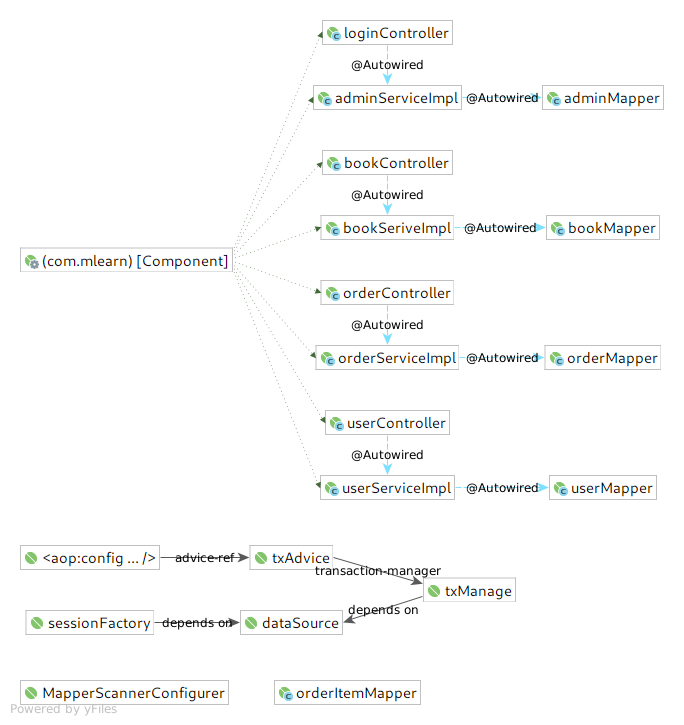 loginController
@Autowired
adminServiceImpl
@Autowired
adminMapper
bookController
@Autowired
bookSeriveImpl
@Autowired
bookMapper
(com.mlearn) [Component]
orderController
@Autowired
orderServiceImpl
@Autowired
orderMapper
userController
@Autowired
userServiceImpl
@Autowired
userMapper
<aop:config ... />
advice-ref
txAdvice
transaction-manager
txManage
depends on
sessionFactory
depends on
dataSource
MapperScannerConfigurer
orderItemMapper
Powered by yFiles